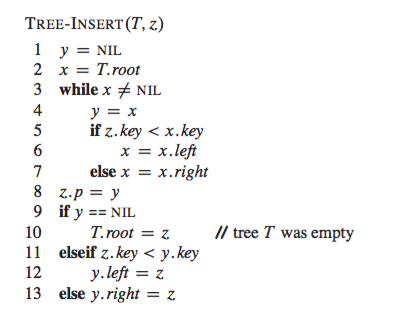 TREE-INSERT(T, z)
1 y = NIL
2 x = T.root
3 while x ≠ NIL
4 y = x
5 if z.key < x.key
6 x = x.left
7 else x = x.right
8 z.p = y
9 if y == NIL
10 T.root = z // tree T was empty
11 elseif z.key < y.key
12 y.left = z
13 else y.right = z